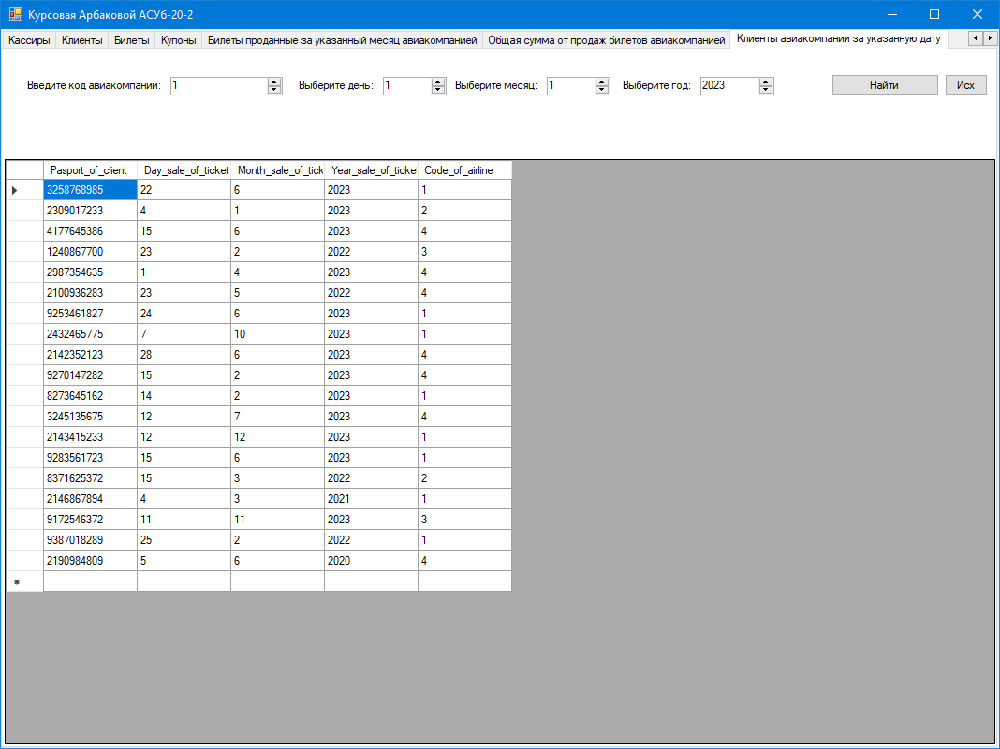 Курсовая Арбаковой АСУб-20-2
Кассиры Клиенты Билеты Купоны Билеты проданные за указанный месяц авиакомпанией Общая сумма от продаж билетов авиакомпанией Клиенты авиакомпании за указанную дату
Введите код авиакомпании: 1 Выберите день: 1 Выберите месяц: 1 Выберите год: 2023 Найти Исх
Pasport_of_client Day_sale_of_ticket Month_sale_of_tick Year_sale_of_ticket Code_of_airline
3258768985 22 6 2023 1
2309017233 4 1 2023 2
4177645386 15 6 2023 4
1240867700 23 2 2022 3
2987354635 1 4 2023 4
2100936283 23 5 2022 4
9253461827 24 6 2023 1
2432465775 7 10 2023 1
2142352123 28 6 2023 4
9270147282 15 2 2023 4
8273645162 14 2 2023 1
3245135675 12 7 2023 4
2143415233 12 12 2023 1
9283561723 15 6 2023 1
8371625372 15 3 2022 2
2146867894 4 3 2021 1
9172546372 11 11 2023 3
9387018289 25 2 2022 1
2190984809 5 6 2020 4